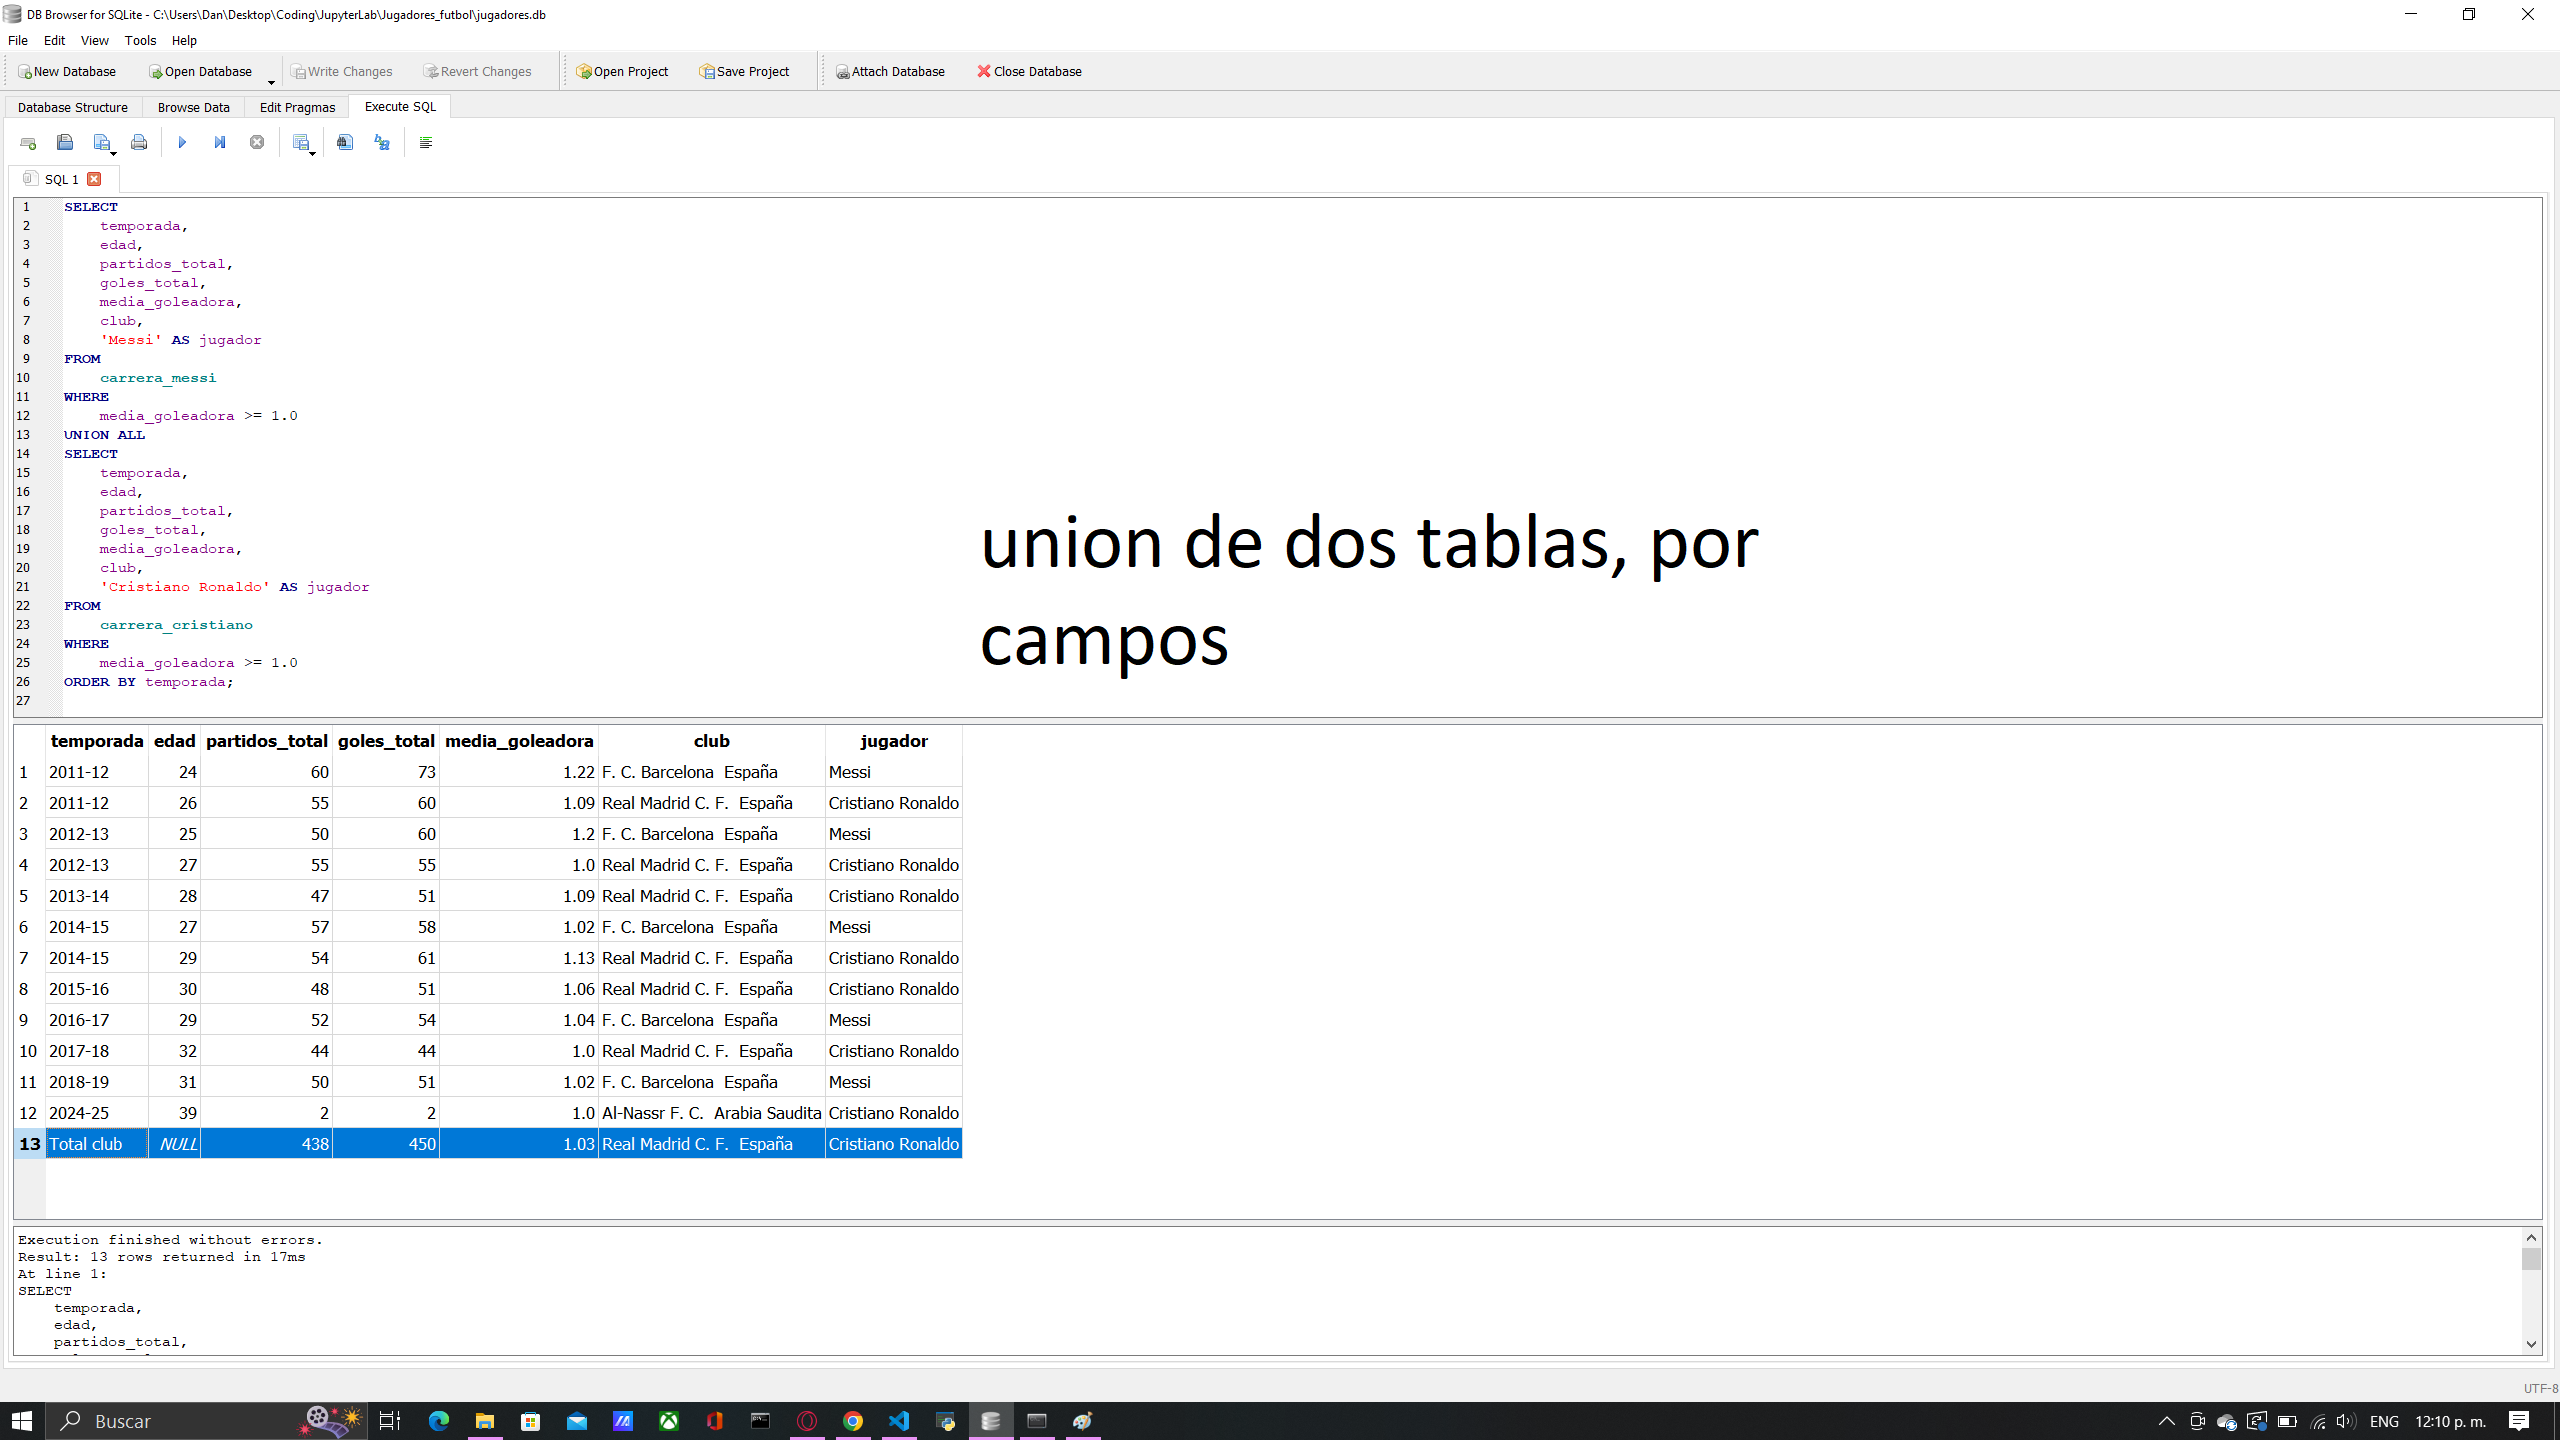 DB Browser for SQLite - C:\Users\Dan\Desktop\Coding\JupyterLab\Jugadores_futbol\jugadores.db
File Edit View Tools Help
New Database Open Database Write Changes Revert Changes Open Project Save Project Attach Database Close Database
Database Structure Browse Data Edit Pragmas Execute SQL
SQL 1
1 SELECT
2 temporada,
3 edad,
4 partidos_total,
5 goles_total,
6 media_goleadora,
7 club,
8 'Messi' AS jugador
9 FROM
10 carrera_messi
11 WHERE
12 media_goleadora >= 1.0
13 UNION ALL
14 SELECT
15 temporada,
16 edad,
17 partidos_total,
18 goles_total,
19 media_goleadora,
20 club,
21 'Cristiano Ronaldo' AS jugador
22 FROM
23 carrera_cristiano
24 WHERE
25 media_goleadora >= 1.0
26 ORDER BY temporada;
27
union de dos tablas, por
campos
temporada edad partidos_total goles_total media_goleadora club jugador
1 2011-12 24 60 73 1.22 F. C. Barcelona España Messi
2 2011-12 26 55 60 1.09 Real Madrid C. F. España Cristiano Ronaldo
3 2012-13 25 50 60 1.2 F. C. Barcelona España Messi
4 2012-13 27 55 55 1.0 Real Madrid C. F. España Cristiano Ronaldo
5 2013-14 28 47 51 1.09 Real Madrid C. F. España Cristiano Ronaldo
6 2014-15 27 57 58 1.02 F. C. Barcelona España Messi
7 2014-15 29 54 61 1.13 Real Madrid C. F. España Cristiano Ronaldo
8 2015-16 30 48 51 1.06 Real Madrid C. F. España Cristiano Ronaldo
9 2016-17 29 52 54 1.04 F. C. Barcelona España Messi
10 2017-18 32 44 44 1.0 Real Madrid C. F. España Cristiano Ronaldo
11 2018-19 31 50 51 1.02 F. C. Barcelona España Messi
12 2024-25 39 2 2 1.0 Al-Nassr F. C. Arabia Saudita Cristiano Ronaldo
13 Total club NULL 438 450 1.03 Real Madrid C. F. España Cristiano Ronaldo
Execution finished without errors.
Result: 13 rows returned in 17ms
At line 1:
SELECT
temporada,
edad,
partidos_total,
UTF-8
Buscar
ENG 12:10 p. m.